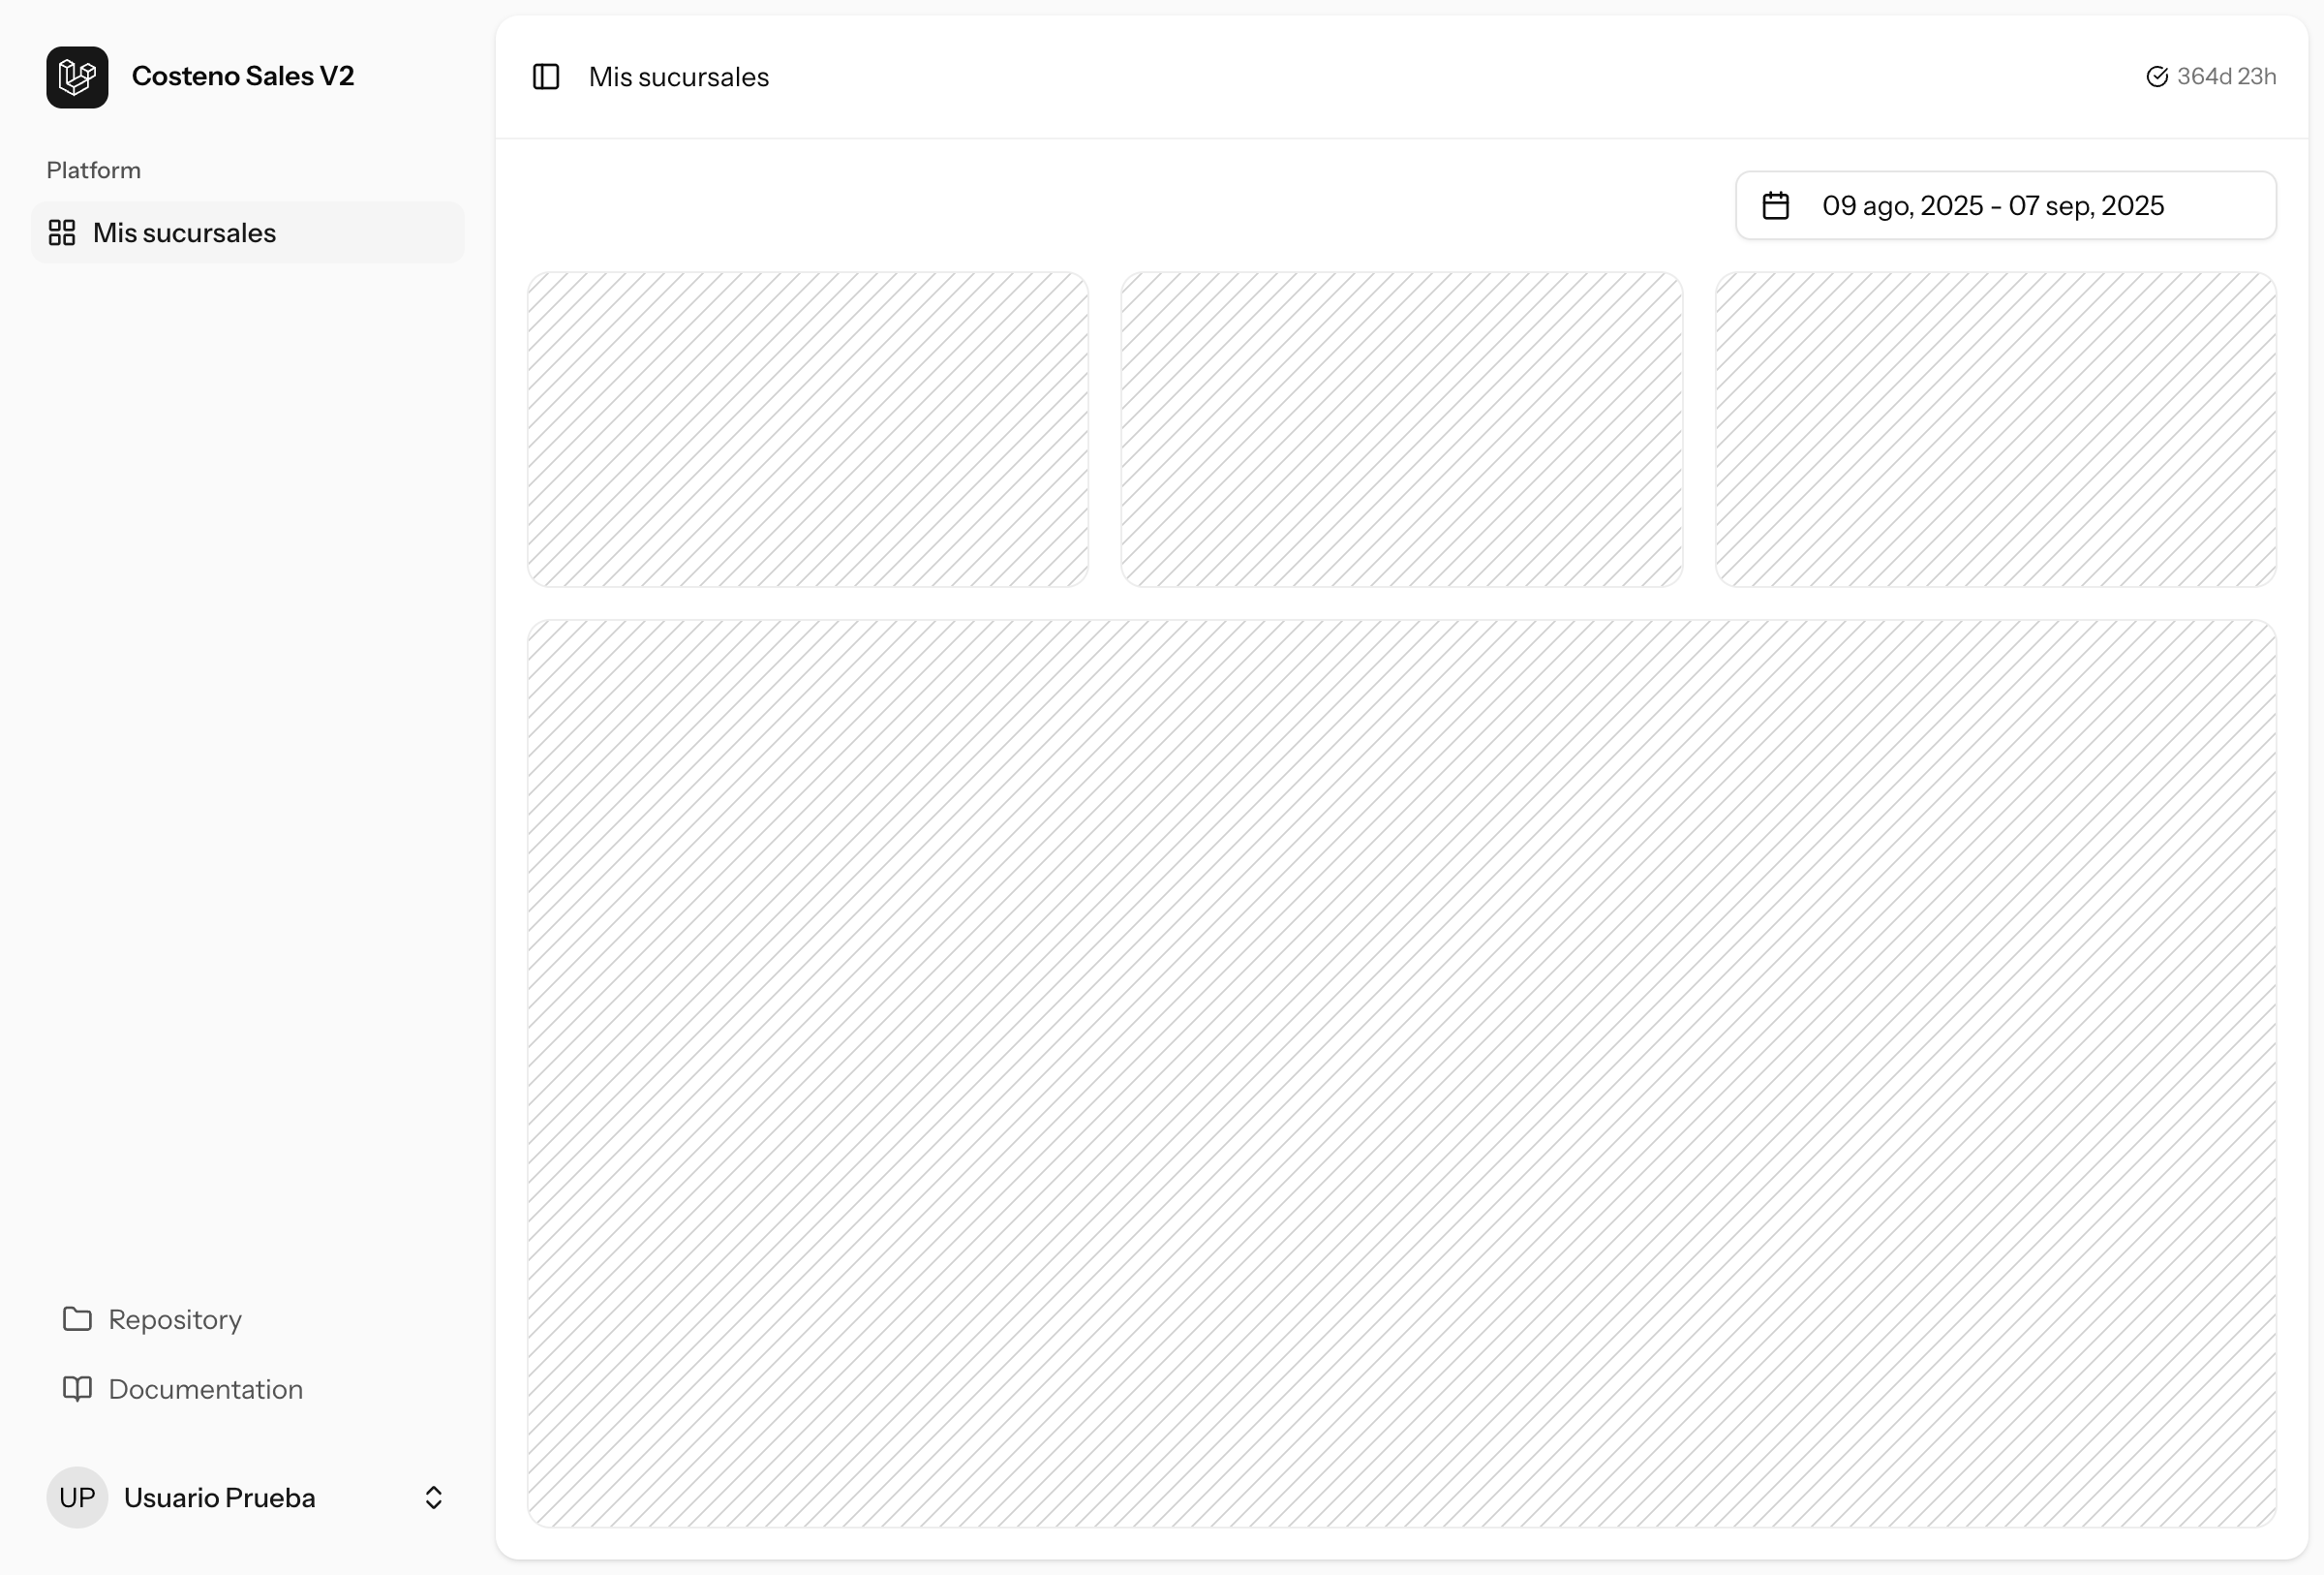 Costeno Sales V2
Platform
Mis sucursales
Repository
Documentation
UP
Usuario Prueba
Mis sucursales
364d 23h
09 ago, 2025 - 07 sep, 2025